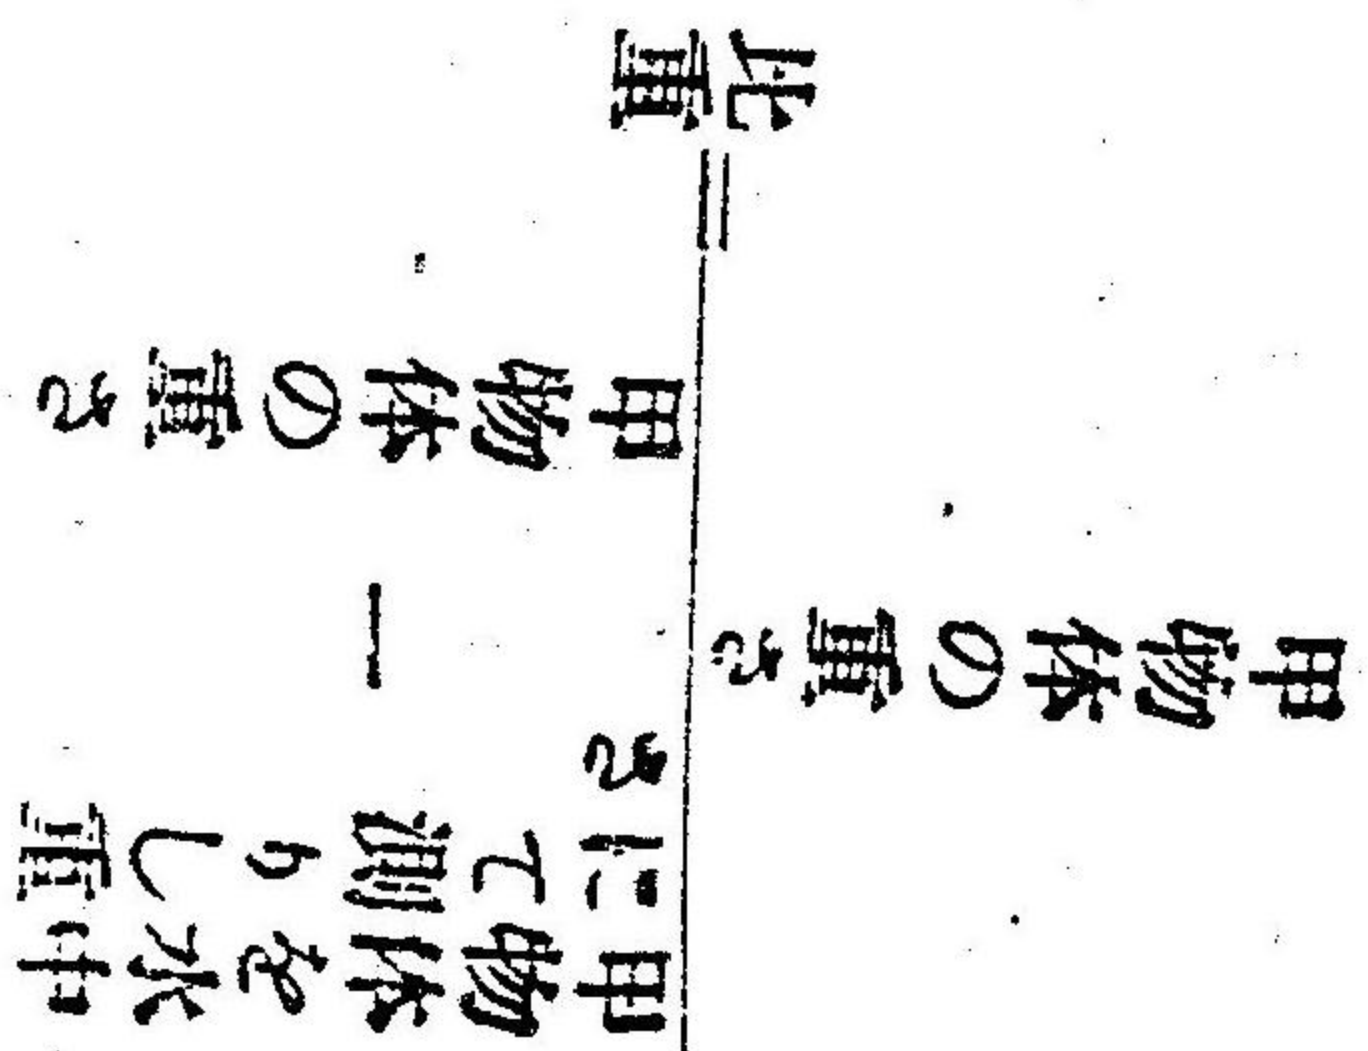 比重=
甲物体の重さ
甲物体の重さ
—
甲物体を水中
にて量りし重
さ